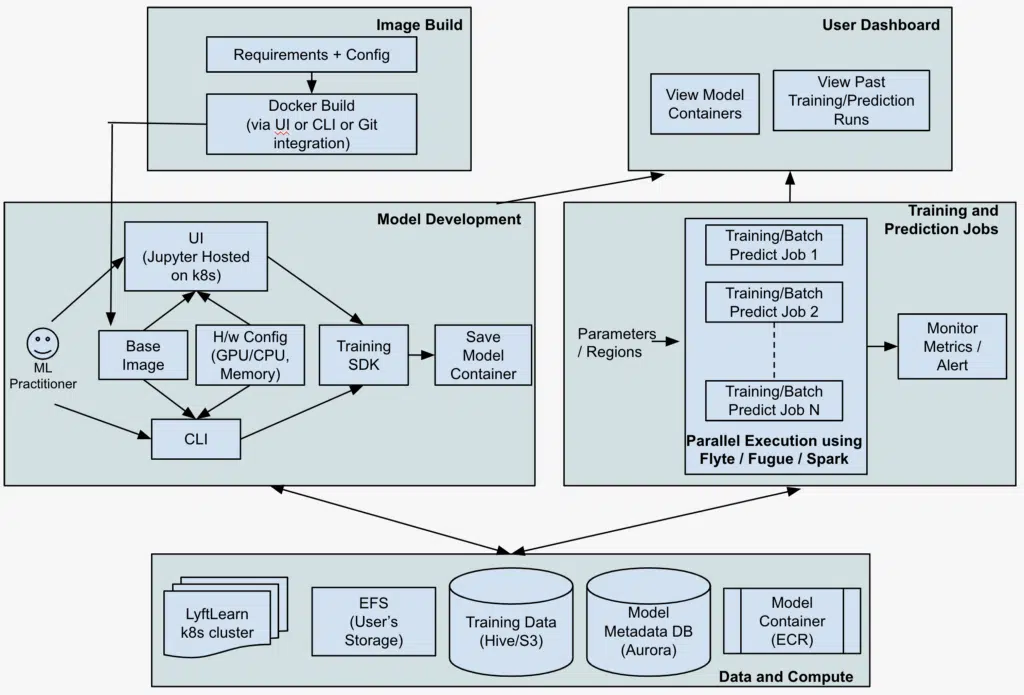 Image Build
Requirements + Config
Docker Build
(via UI or CLI or Git
integration)
User Dashboard
View Model
Containers
View Past
Training/Prediction
Runs
Model Development
UI
(Jupyter Hosted
on k8s)
ML
Practitioner
Base
Image
H/w Config
(GPU/CPU,
Memory)
Training
SDK
Save
Model
Container
CLI
Training and
Prediction Jobs
Training/Batch
Predict Job 1
Training/Batch
Predict Job 2
Parameters
/ Regions
Training/Batch
Predict Job N
Parallel Execution using
Flyte / Fugue / Spark
Monitor
Metrics /
Alert
LyftLearn
k8s cluster
EFS
(User's
Storage)
Training Data
(Hive/S3)
Model
Metadata DB
(Aurora)
Model
Container
(ECR)
Data and Compute